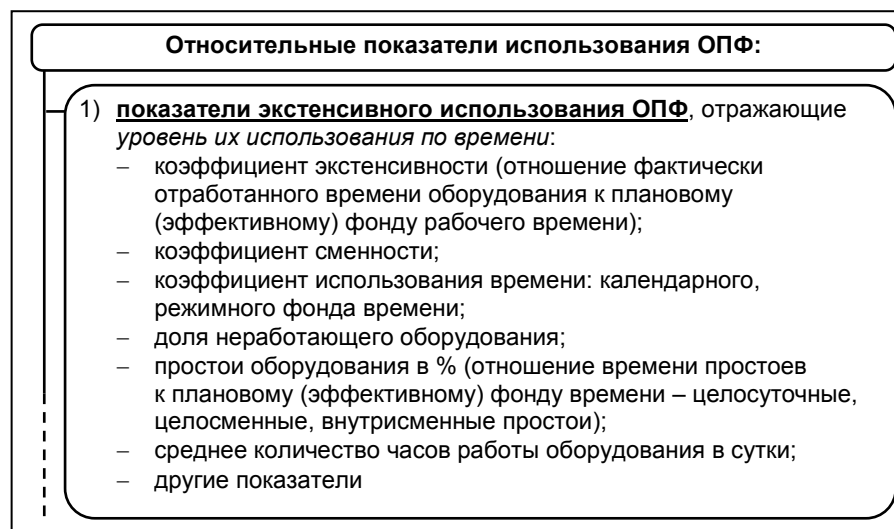 Относительные показатели использования ОПФ:
1) показатели экстенсивного использования ОПФ, отражающие
уровень их использования по времени:
– коэффициент экстенсивности (отношение фактически
отработанного времени оборудования к плановому
(эффективному) фонду рабочего времени);
– коэффициент сменности;
– коэффициент использования времени: календарного,
режимного фонда времени;
– доля неработающего оборудования;
– простои оборудования в % (отношение времени простоев
к плановому (эффективному) фонду времени – целосуточные,
целосменные, внутрисменные простои);
– среднее количество часов работы оборудования в сутки;
– другие показатели